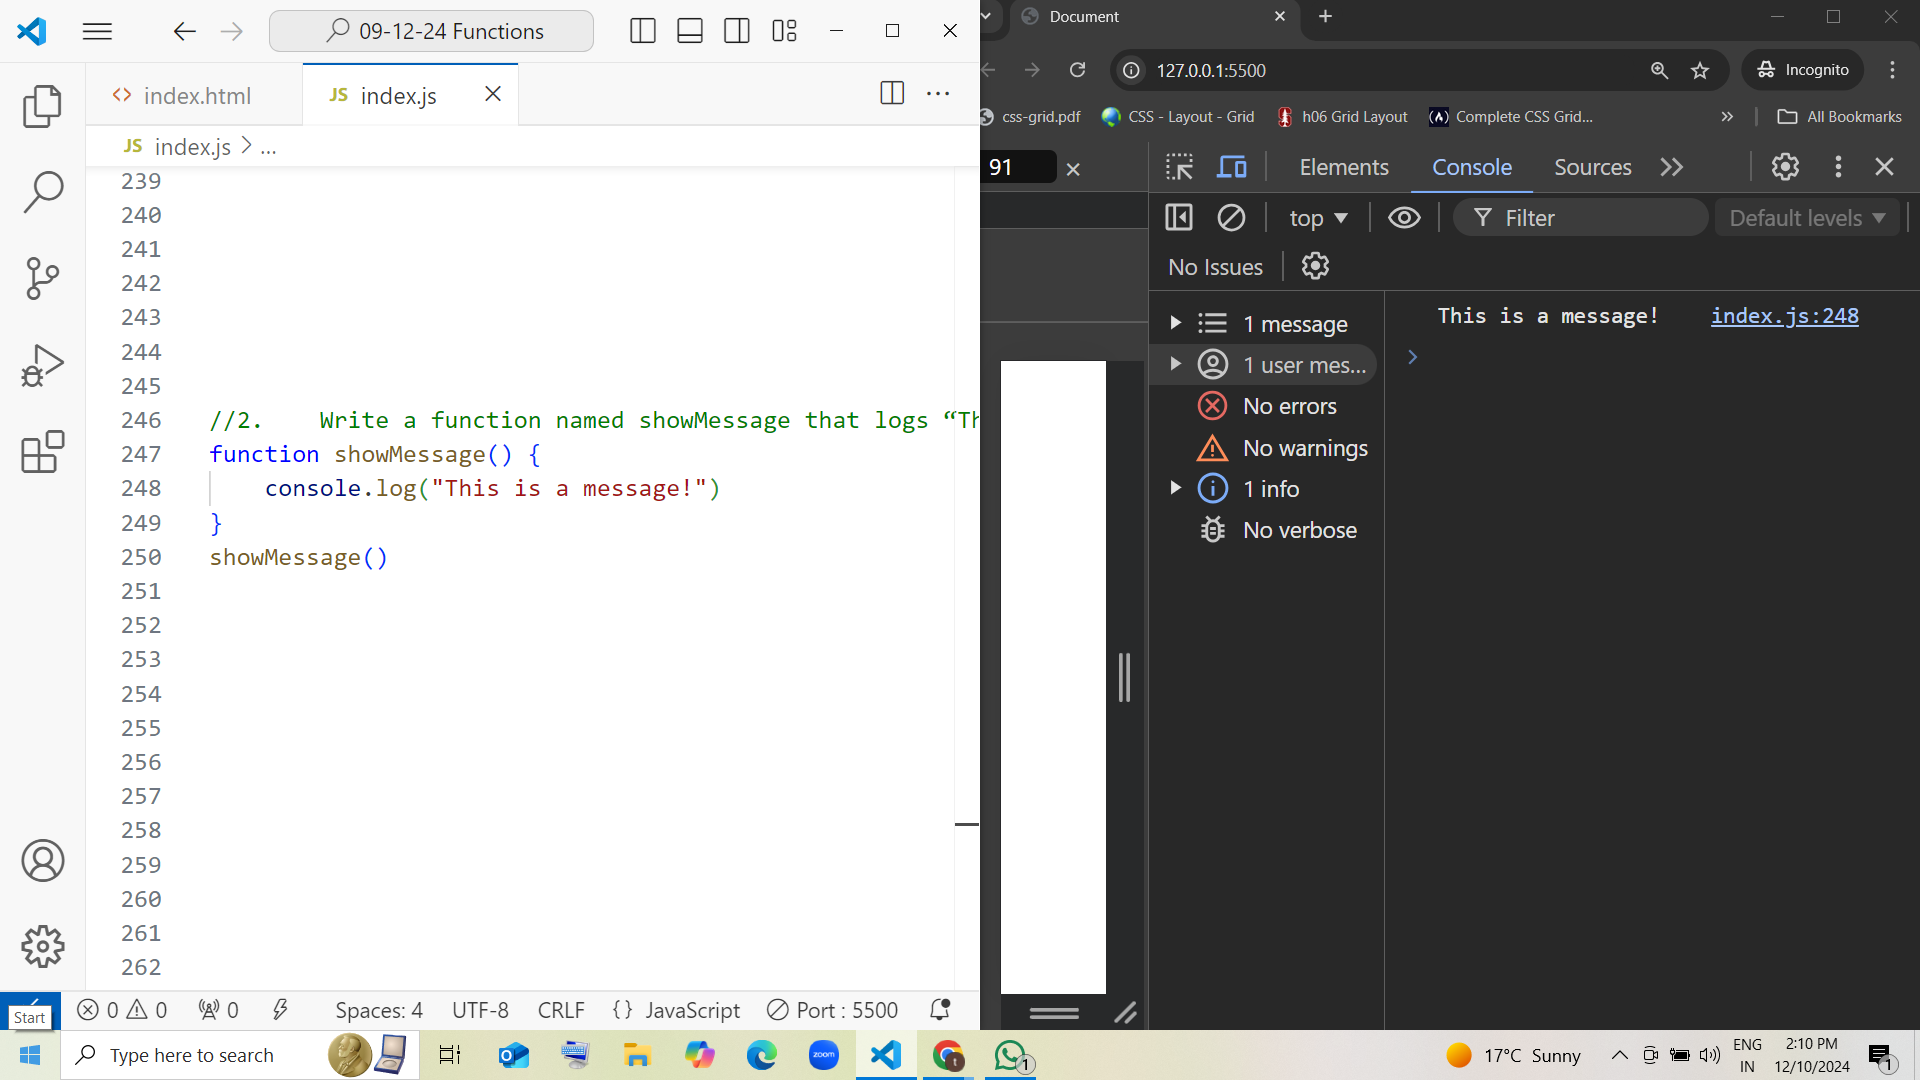 09-12-24 Functions
index.html
JS index.js
JS index.js > ...
239
240
241
242
243
244
245
246 //2. Write a function named showMessage that logs “Th
247 function showMessage() {
248 console.log("This is a message!")
249 }
250 showMessage()
251
252
253
254
255
256
257
258
259
260
261
262
Start
0 0 0 Spaces: 4 UTF-8 CRLF {} JavaScript Port : 5500
Document
127.0.0.1:5500
Incognito
css-grid.pdf CSS - Layout - Grid h06 Grid Layout Complete CSS Grid... All Bookmarks
91
Elements Console Sources
top Filter Default levels
No Issues
1 message
1 user mes...
No errors
No warnings
1 info
No verbose
This is a message! index.js:248
Type here to search
zoom
1
17°C Sunny
ENG
IN
2:10 PM
12/10/2024
1